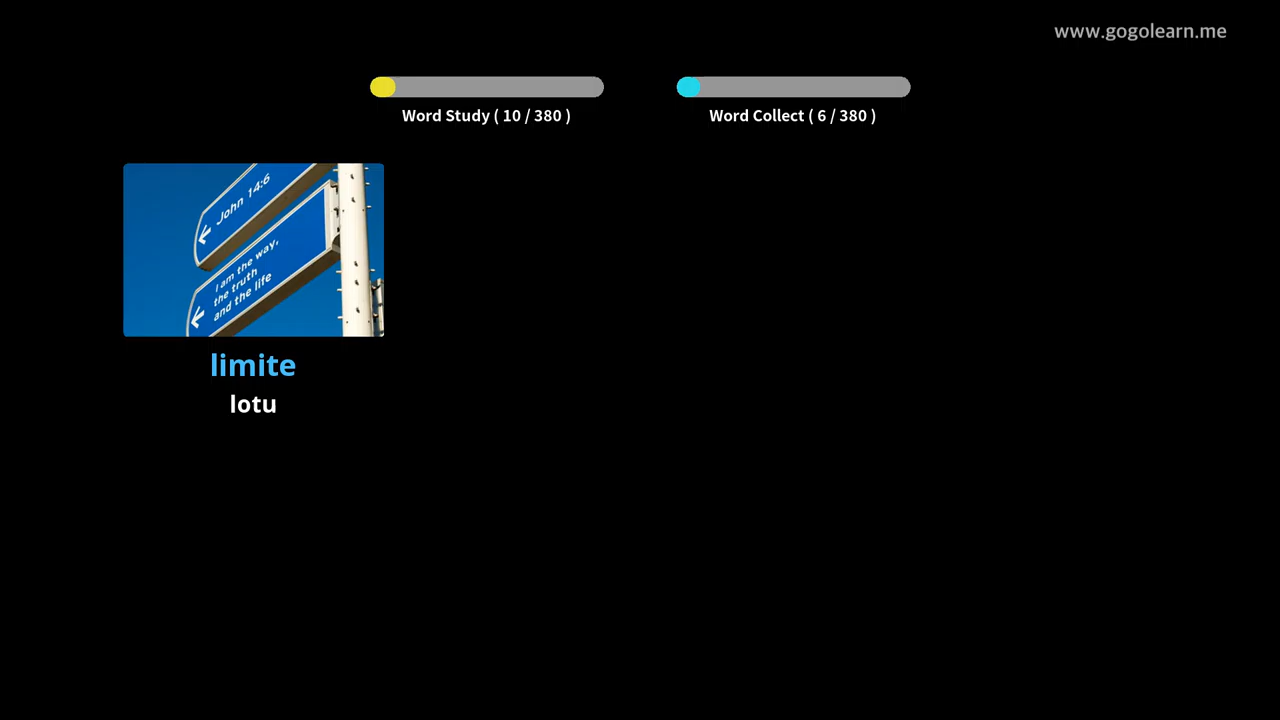 www.gogolearn.me
Word Study ( 10 / 380 )
Word Collect ( 6 / 380 )
John 14:6
I am the way,
the truth
and the life
limite
lotu